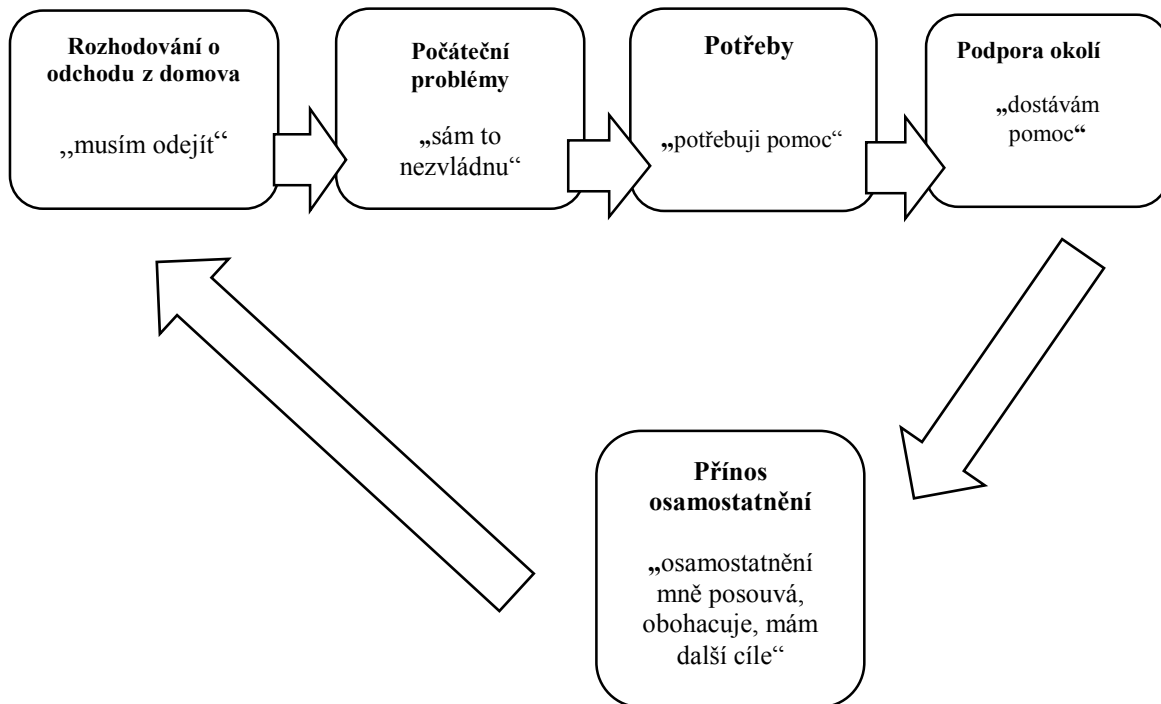 Rozhodování o
odchodu z domova
,,musím odejít“
Počáteční
problémy
„sám to
nezvládnu“
Potřeby
„potřebuji pomoc“
Podpora okolí
„dostávám
pomoc“
Přínos
osamostatnění
„osamostatnění
mně posouvá,
obohacuje, mám
další cíle“